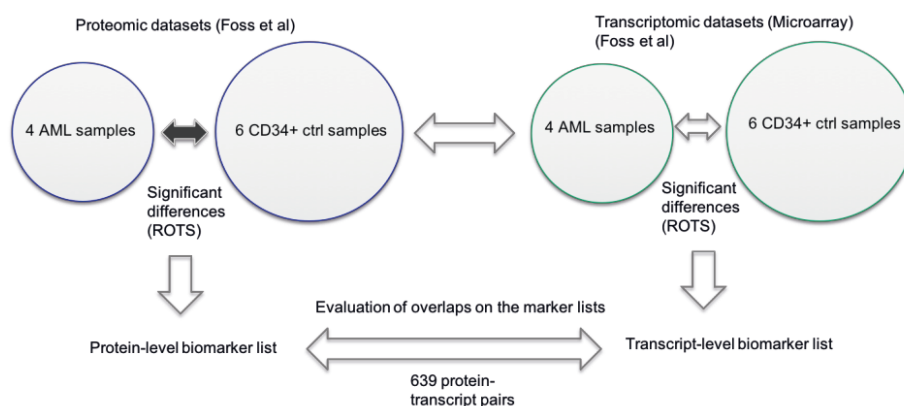 Proteomic datasets (Foss et al)
4 AML samples
6 CD34+ ctrl samples
Significant
differences
(ROTS)
Protein-level biomarker list
Transcriptomic datasets (Microarray)
(Foss et al)
4 AML samples
6 CD34+ ctrl samples
Significant
differences
(ROTS)
Transcript-level biomarker list
Evaluation of overlaps on the marker lists
639 protein-
transcript pairs